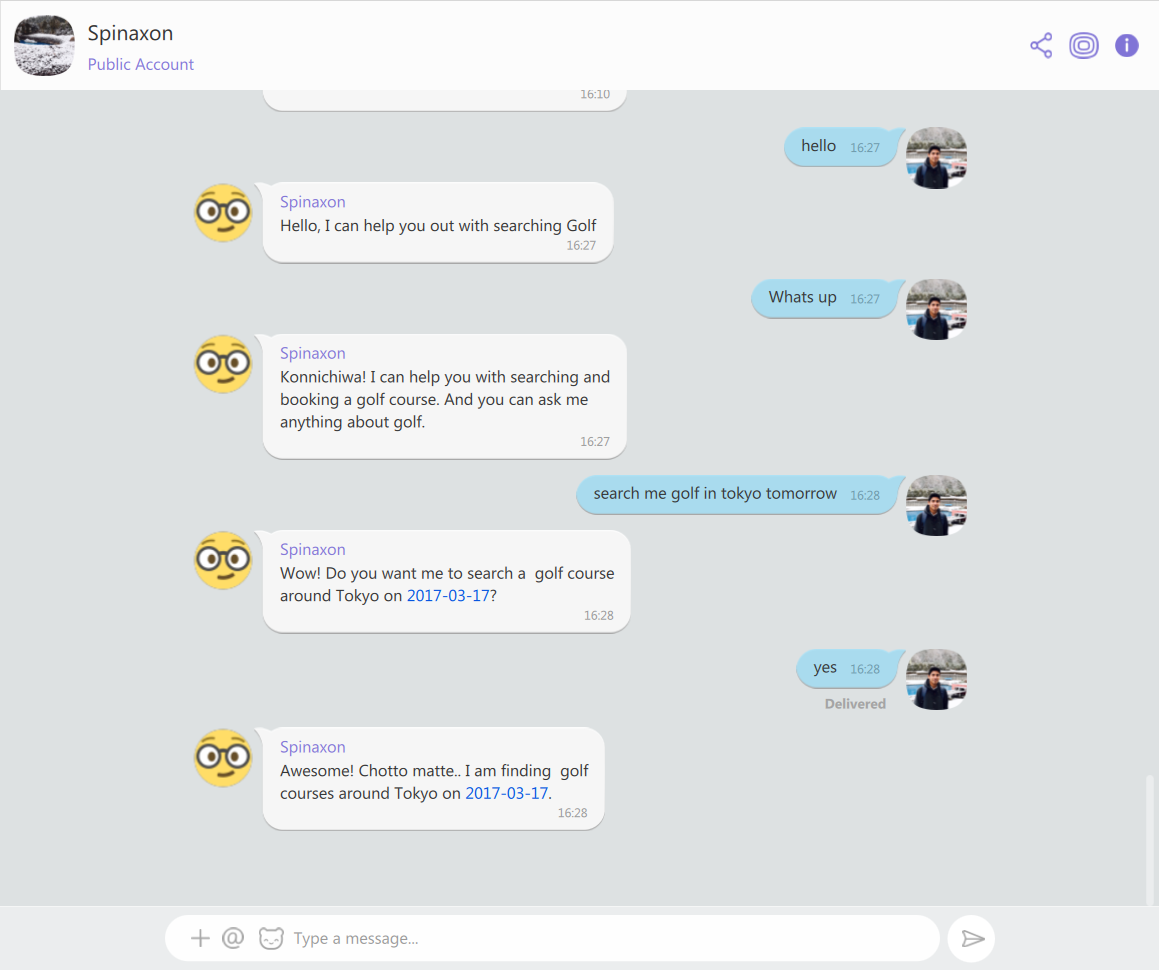 Spinaxon
Public Account
16:10
hello 16:27
Spinaxon
Hello, I can help you out with searching Golf
16:27
Whats up 16:27
Spinaxon
Konnichiwa! I can help you with searching and
booking a golf course. And you can ask me
anything about golf.
16:27
search me golf in tokyo tomorrow 16:28
Spinaxon
Wow! Do you want me to search a  golf course
around Tokyo on 2017-03-17?
16:28
yes 16:28
Delivered
Spinaxon
Awesome! Chotto matte.. I am finding  golf
courses around Tokyo on 2017-03-17.
16:28
Type a message...